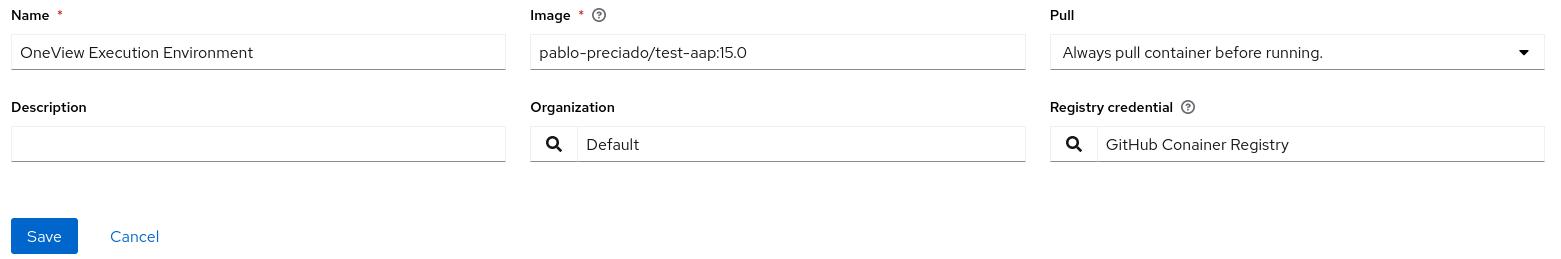 Name *
Image *
Pull
OneView Execution Environment
pablo-preciado/test-aap:15.0
Always pull container before running.
Description
Organization
Registry credential
Default
GitHub Conainer Registry
Save
Cancel